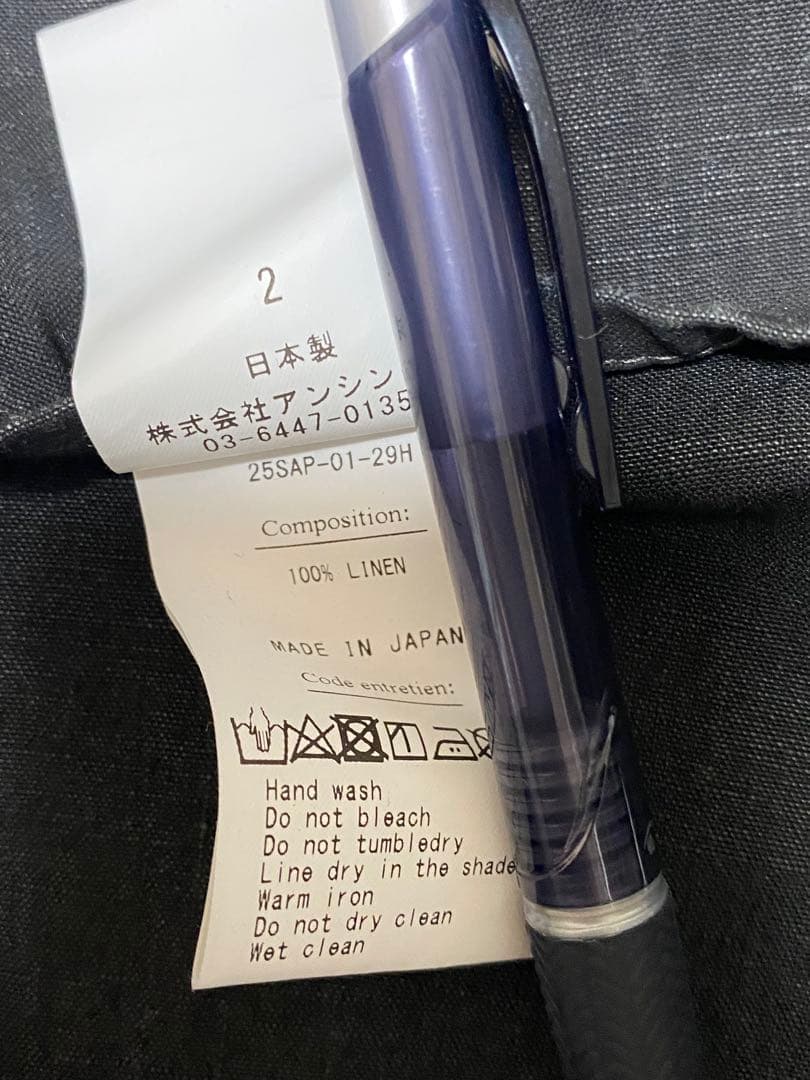 2
日本製
株式会社アンシン
03-6447-0135
25SAP-01-29H
Composition:
100% LINEN
MADE IN JAPAN
Code entretien:
Hand wash
Do not bleach
Do not tumbledry
Line dry in the shade
Warm iron
Do not dry clean
Wet clean